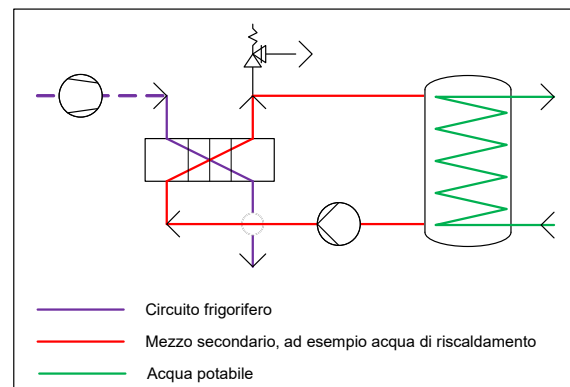 Circuito frigorifero
Mezzo secondario, ad esempio acqua di riscaldamento
Acqua potabile